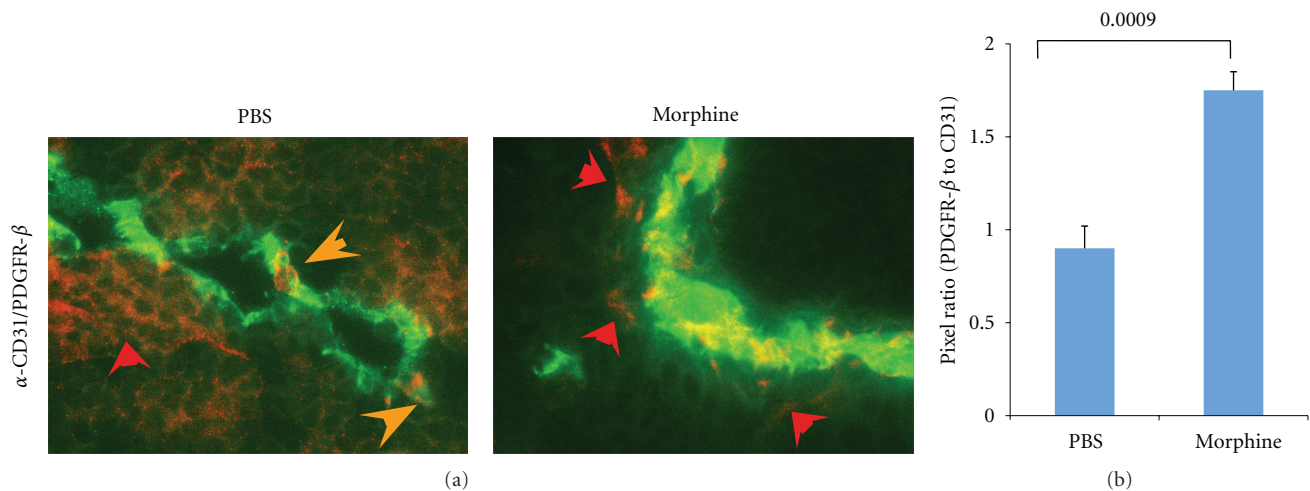 PBS
Morphine
α-CD31/PDGFR-β
(a)
0.0009
Pixel ratio (PDGFR-β to CD31)
2
1.5
1
0.5
0
PBS
Morphine
(b)